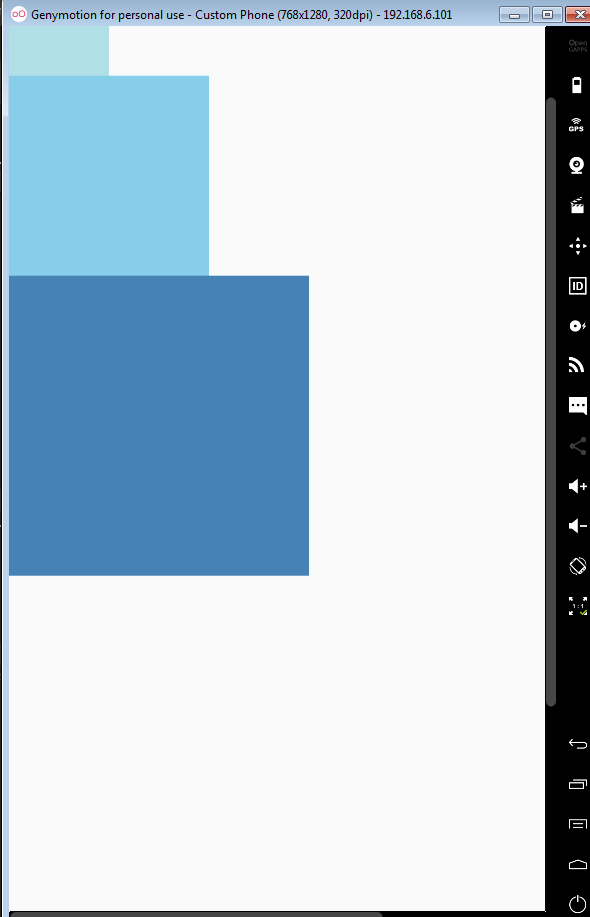 Genymotion for personal use - Custom Phone (768x1280, 320dpi) - 192.168.6.101
Open
GAPPS
GPS
ID
1:1